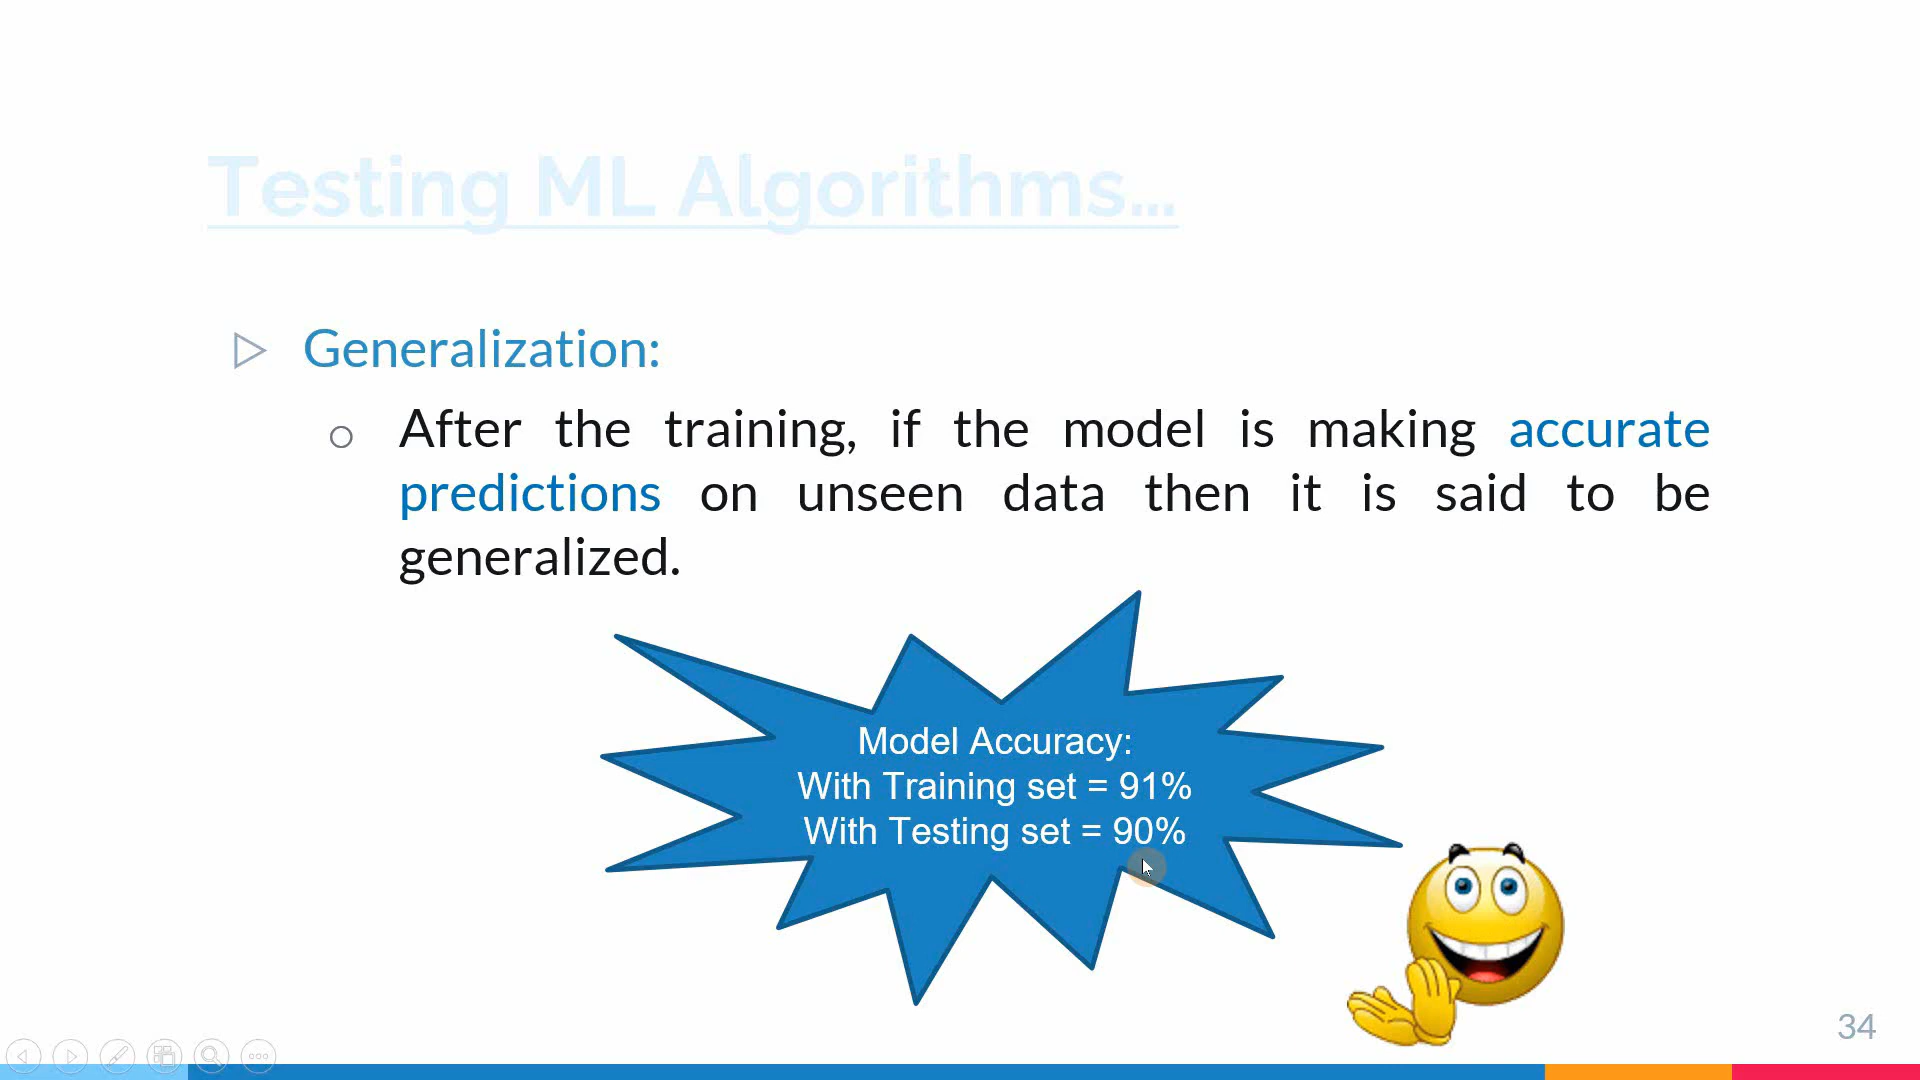 Testing ML Algorithms...
Generalization:
After the training, if the model is making accurate
predictions on unseen data then it is said to be
generalized.
Model Accuracy:
With Training set = 91%
With Testing set = 90%
34